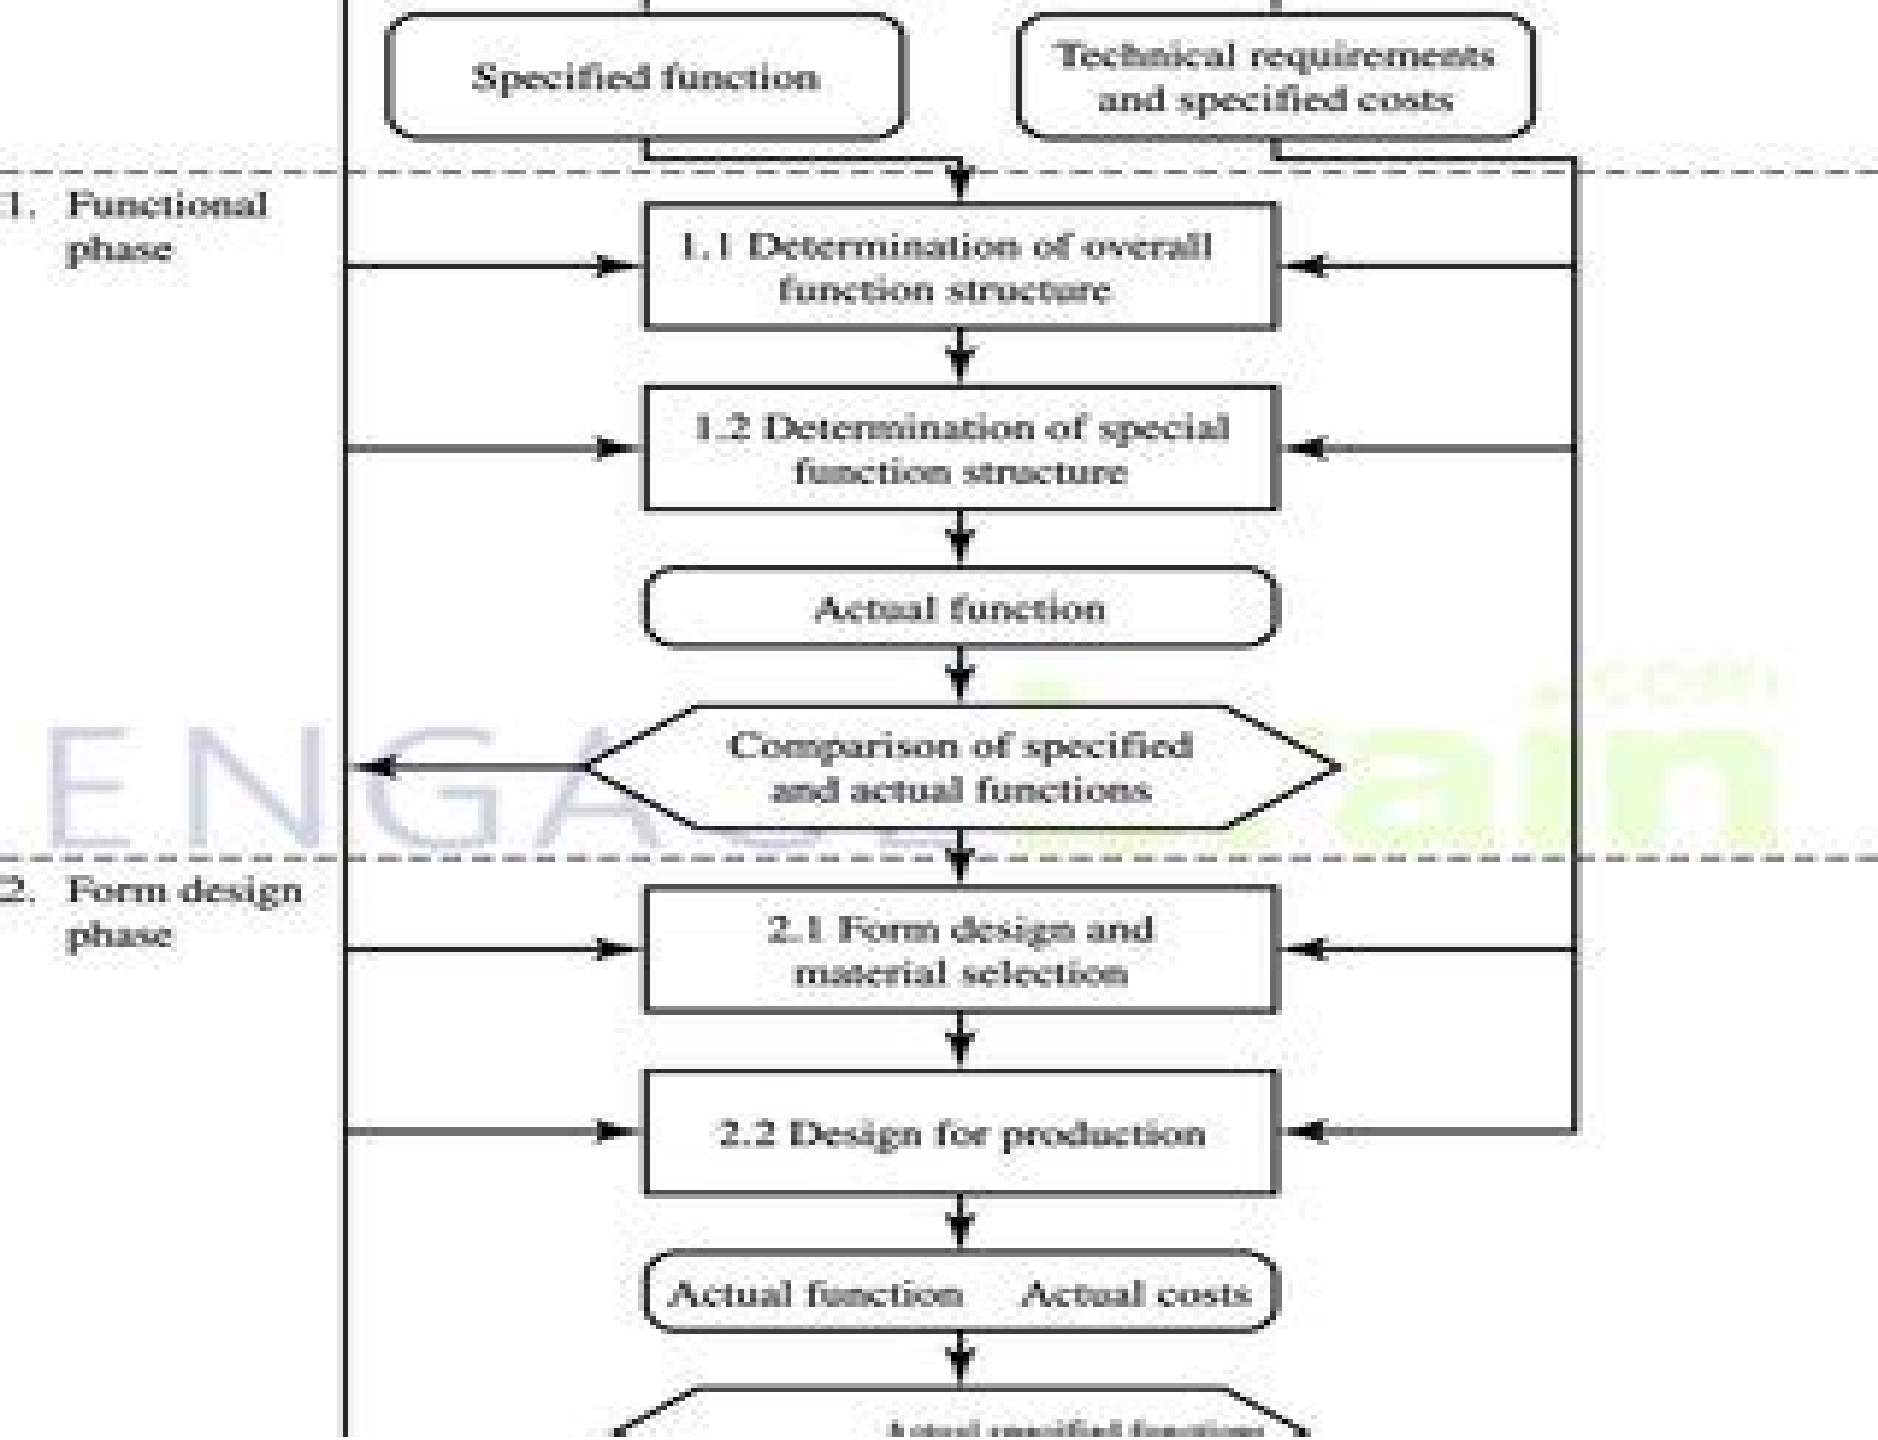 Specified function
Technical requirements
and specified costs
1. Functional
phase
1.1 Determination of overall
function structure
1.2 Determination of special
function structure
Actual function
Comparison of specified
and actual functions
2. Form design
phase
2.1 Form design and
material selection
2.2 Design for production
Actual function Actual costs